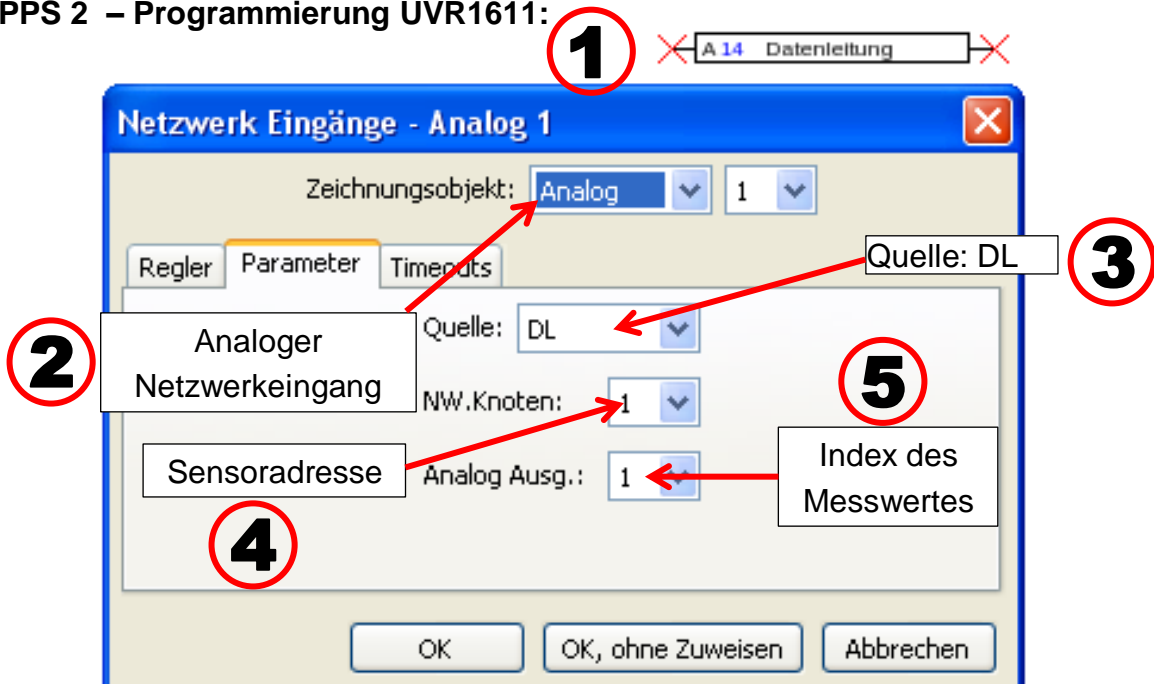 PPS 2 – Programmierung UVR1611:
1
A 14 Datenleitung
Netzwerk Eingänge - Analog 1
Zeichnungsobjekt: Analog 1
Quelle: DL
3
Regler Parameter Timeouts
2
Analoger
Netzwerkeingang
Quelle: DL
5
NW.Knoten: 1
Index des
Messwertes
Sensoradresse
Analog Ausg.: 1
4
OK OK, ohne Zuweisen Abbrechen